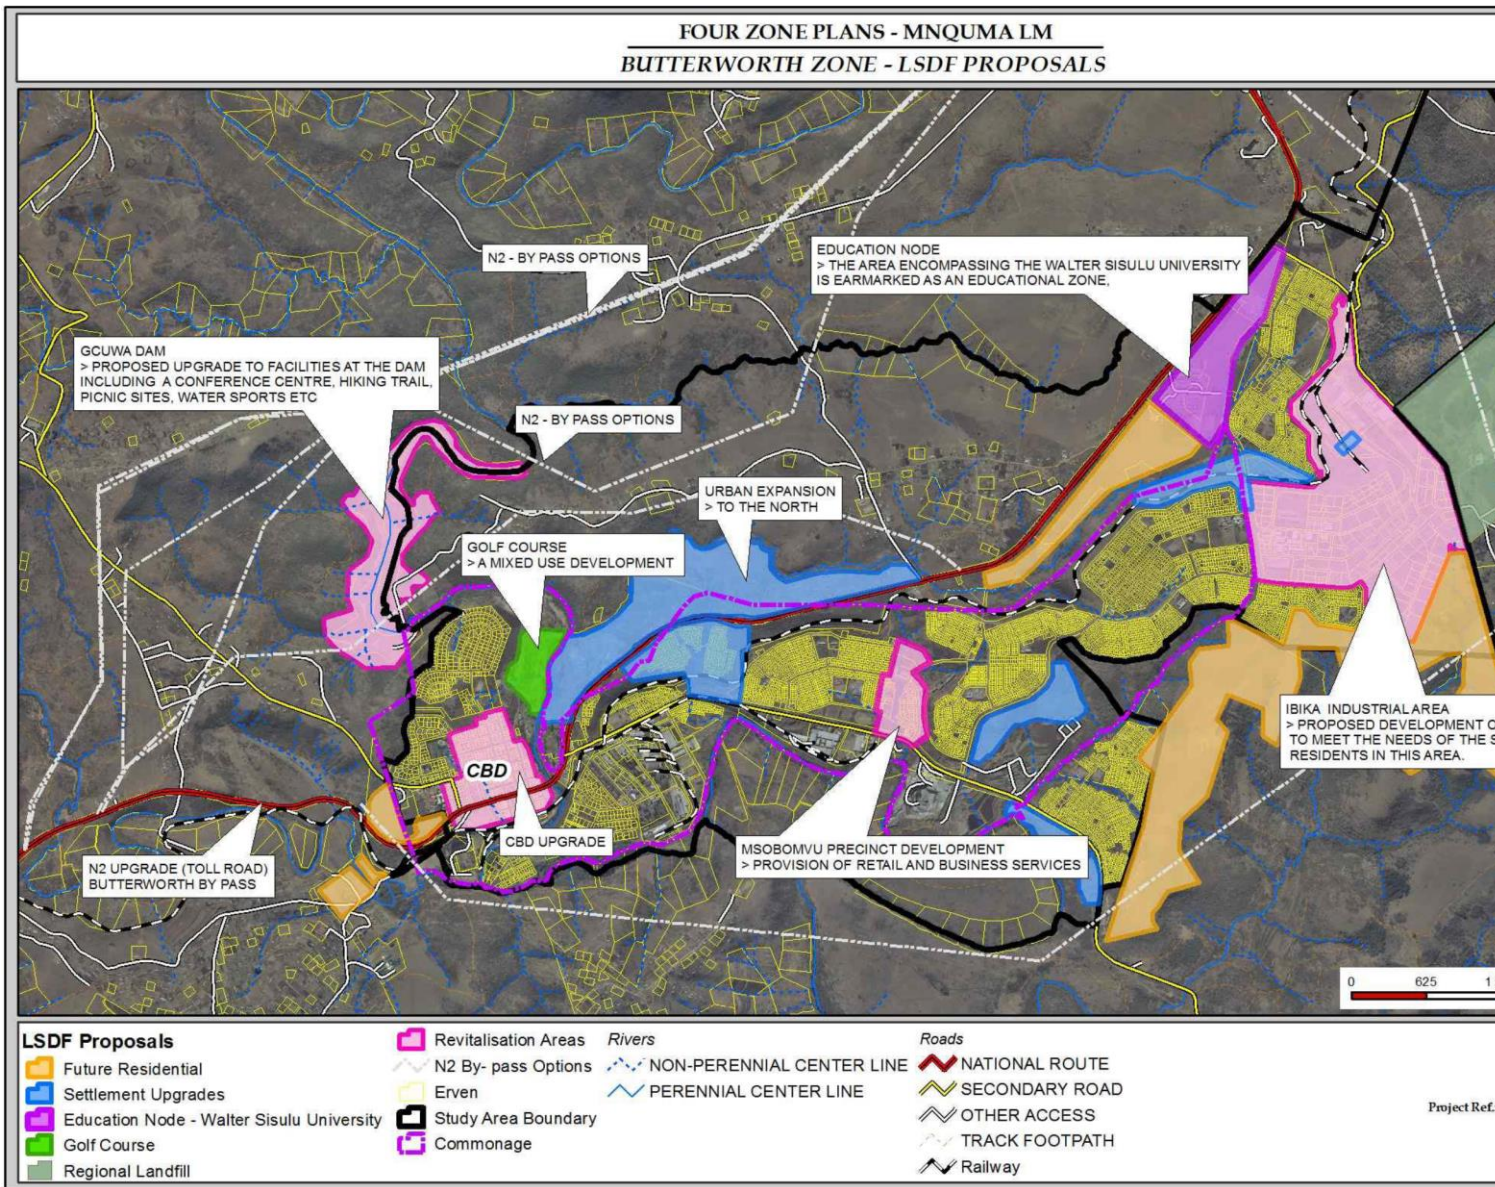 FOUR ZONE PLANS - MNQUMA LM
BUTTERWORTH ZONE - LSDF PROPOSALS
N2 - BY PASS OPTIONS
EDUCATION NODE
> THE AREA ENCOMPASSING THE WALTER SISULU UNIVERSITY
IS EARMARKED AS AN EDUCATIONAL ZONE,
GCUWA DAM
> PROPOSED UPGRADE TO FACILITIES AT THE DAM
INCLUDING A CONFERENCE CENTRE, HIKING TRAIL,
PICNIC SITES, WATER SPORTS ETC
N2 - BY PASS OPTIONS
URBAN EXPANSION
> TO THE NORTH
GOLF COURSE
> A MIXED USE DEVELOPMENT
IBIKA INDUSTRIAL AREA
> PROPOSED DEVELOPMENT
TO MEET THE NEEDS OF THE
RESIDENTS IN THIS AREA.
CBD
CBD UPGRADE
MSOBOMVU PRECINCT DEVELOPMENT
> PROVISION OF RETAIL AND BUSINESS SERVICES
N2 UPGRADE (TOLL ROAD)
BUTTERWORTH BY PASS
0 625
LSDF Proposals
Future Residential
Settlement Upgrades
Education Node - Walter Sisulu University
Golf Course
Regional Landfill
Revitalisation Areas
N2 By- pass Options
Erven
Study Area Boundary
Commonage
Rivers
NON-PERENNIAL CENTER LINE
PERENNIAL CENTER LINE
Roads
NATIONAL ROUTE
SECONDARY ROAD
OTHER ACCESS
TRACK FOOTPATH
Railway
Project Ref.